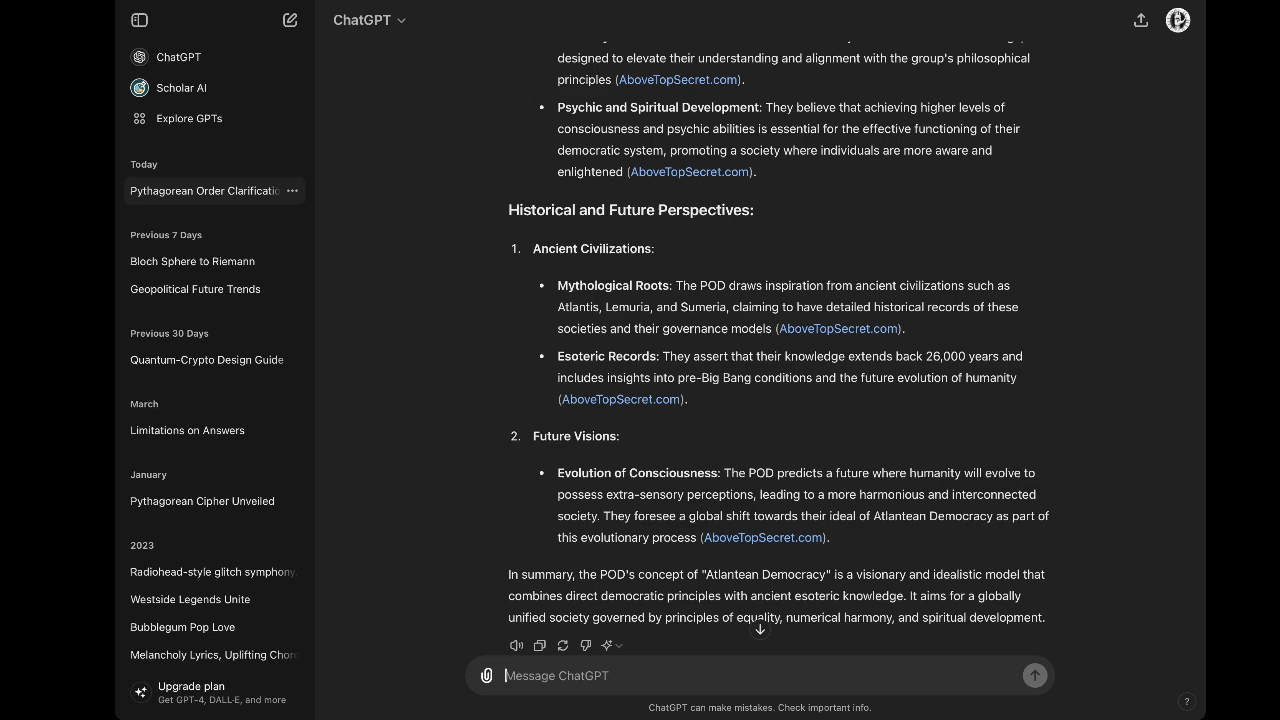 ChatGPT
Scholar AI
Explore GPTs
Today
Pythagorean Order Clarificatio
Previous 7 Days
Bloch Sphere to Riemann
Geopolitical Future Trends
Previous 30 Days
Quantum-Crypto Design Guide
March
Limitations on Answers
January
Pythagorean Cipher Unveiled
2023
Radiohead-style glitch symphony.
Westside Legends Unite
Bubblegum Pop Love
Melancholy Lyrics, Uplifting Chor
Upgrade plan
Get GPT-4, DALL·E, and more
ChatGPT
designed to elevate their understanding and alignment with the group's philosophical
principles (AboveTopSecret.com).
• Psychic and Spiritual Development: They believe that achieving higher levels of
consciousness and psychic abilities is essential for the effective functioning of their
democratic system, promoting a society where individuals are more aware and
enlightened (AboveTopSecret.com).
Historical and Future Perspectives:
1. Ancient Civilizations:
• Mythological Roots: The POD draws inspiration from ancient civilizations such as
Atlantis, Lemuria, and Sumeria, claiming to have detailed historical records of these
societies and their governance models (AboveTopSecret.com).
• Esoteric Records: They assert that their knowledge extends back 26,000 years and
includes insights into pre-Big Bang conditions and the future evolution of humanity
(AboveTopSecret.com).
2. Future Visions:
• Evolution of Consciousness: The POD predicts a future where humanity will evolve to
possess extra-sensory perceptions, leading to a more harmonious and interconnected
society. They foresee a global shift towards their ideal of Atlantean Democracy as part of
this evolutionary process (AboveTopSecret.com).
In summary, the POD's concept of "Atlantean Democracy" is a visionary and idealistic model that
combines direct democratic principles with ancient esoteric knowledge. It aims for a globally
unified society governed by principles of equality, numerical harmony, and spiritual development.
Message ChatGPT
ChatGPT can make mistakes. Check important info.
?